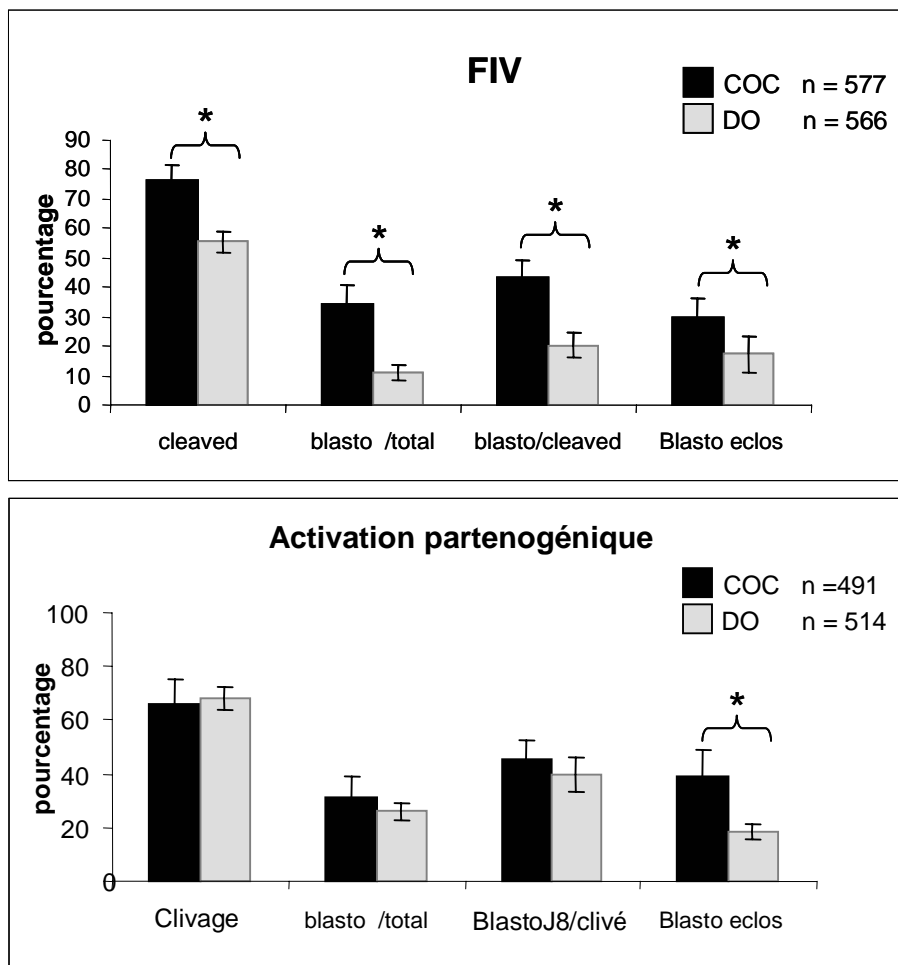 FIV
COC n = 577
DO n = 566
pourcentage
90
80
70
60
50
40
30
20
10
0
*
*
*
*
cleaved blasto /total blasto/cleaved Blasto eclos
Activation partenogénique
COC n =491
DO n = 514
pourcentage
100
80
60
40
20
0
*
Clivage blasto /total BlastoJ8/clivé Blasto eclos